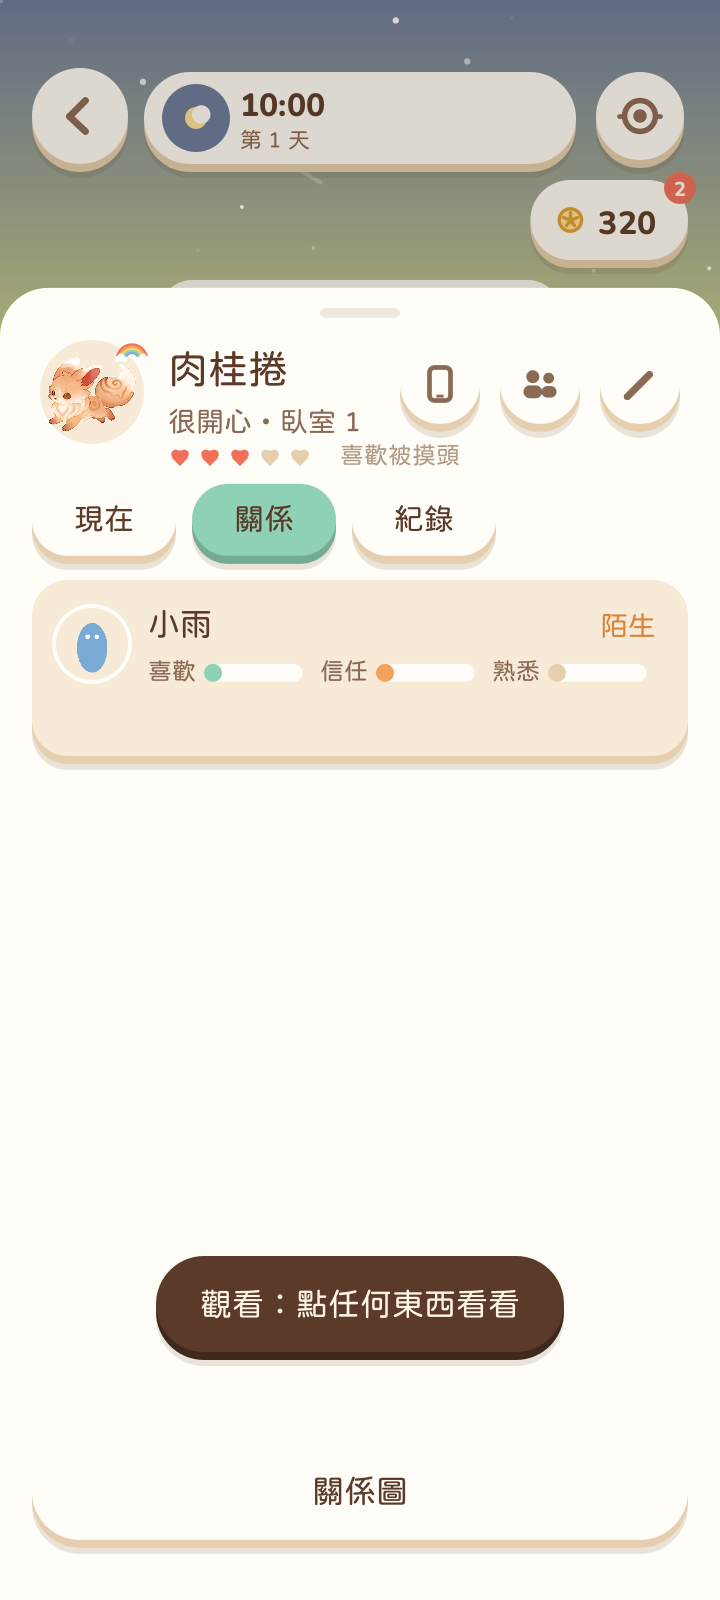 10:00
第 1 天
2
320
肉桂捲
很開心・臥室 1
喜歡被摸頭
現在
關係
紀錄
小雨
陌生
喜歡
信任
熟悉
觀看：點任何東西看看
關係圖